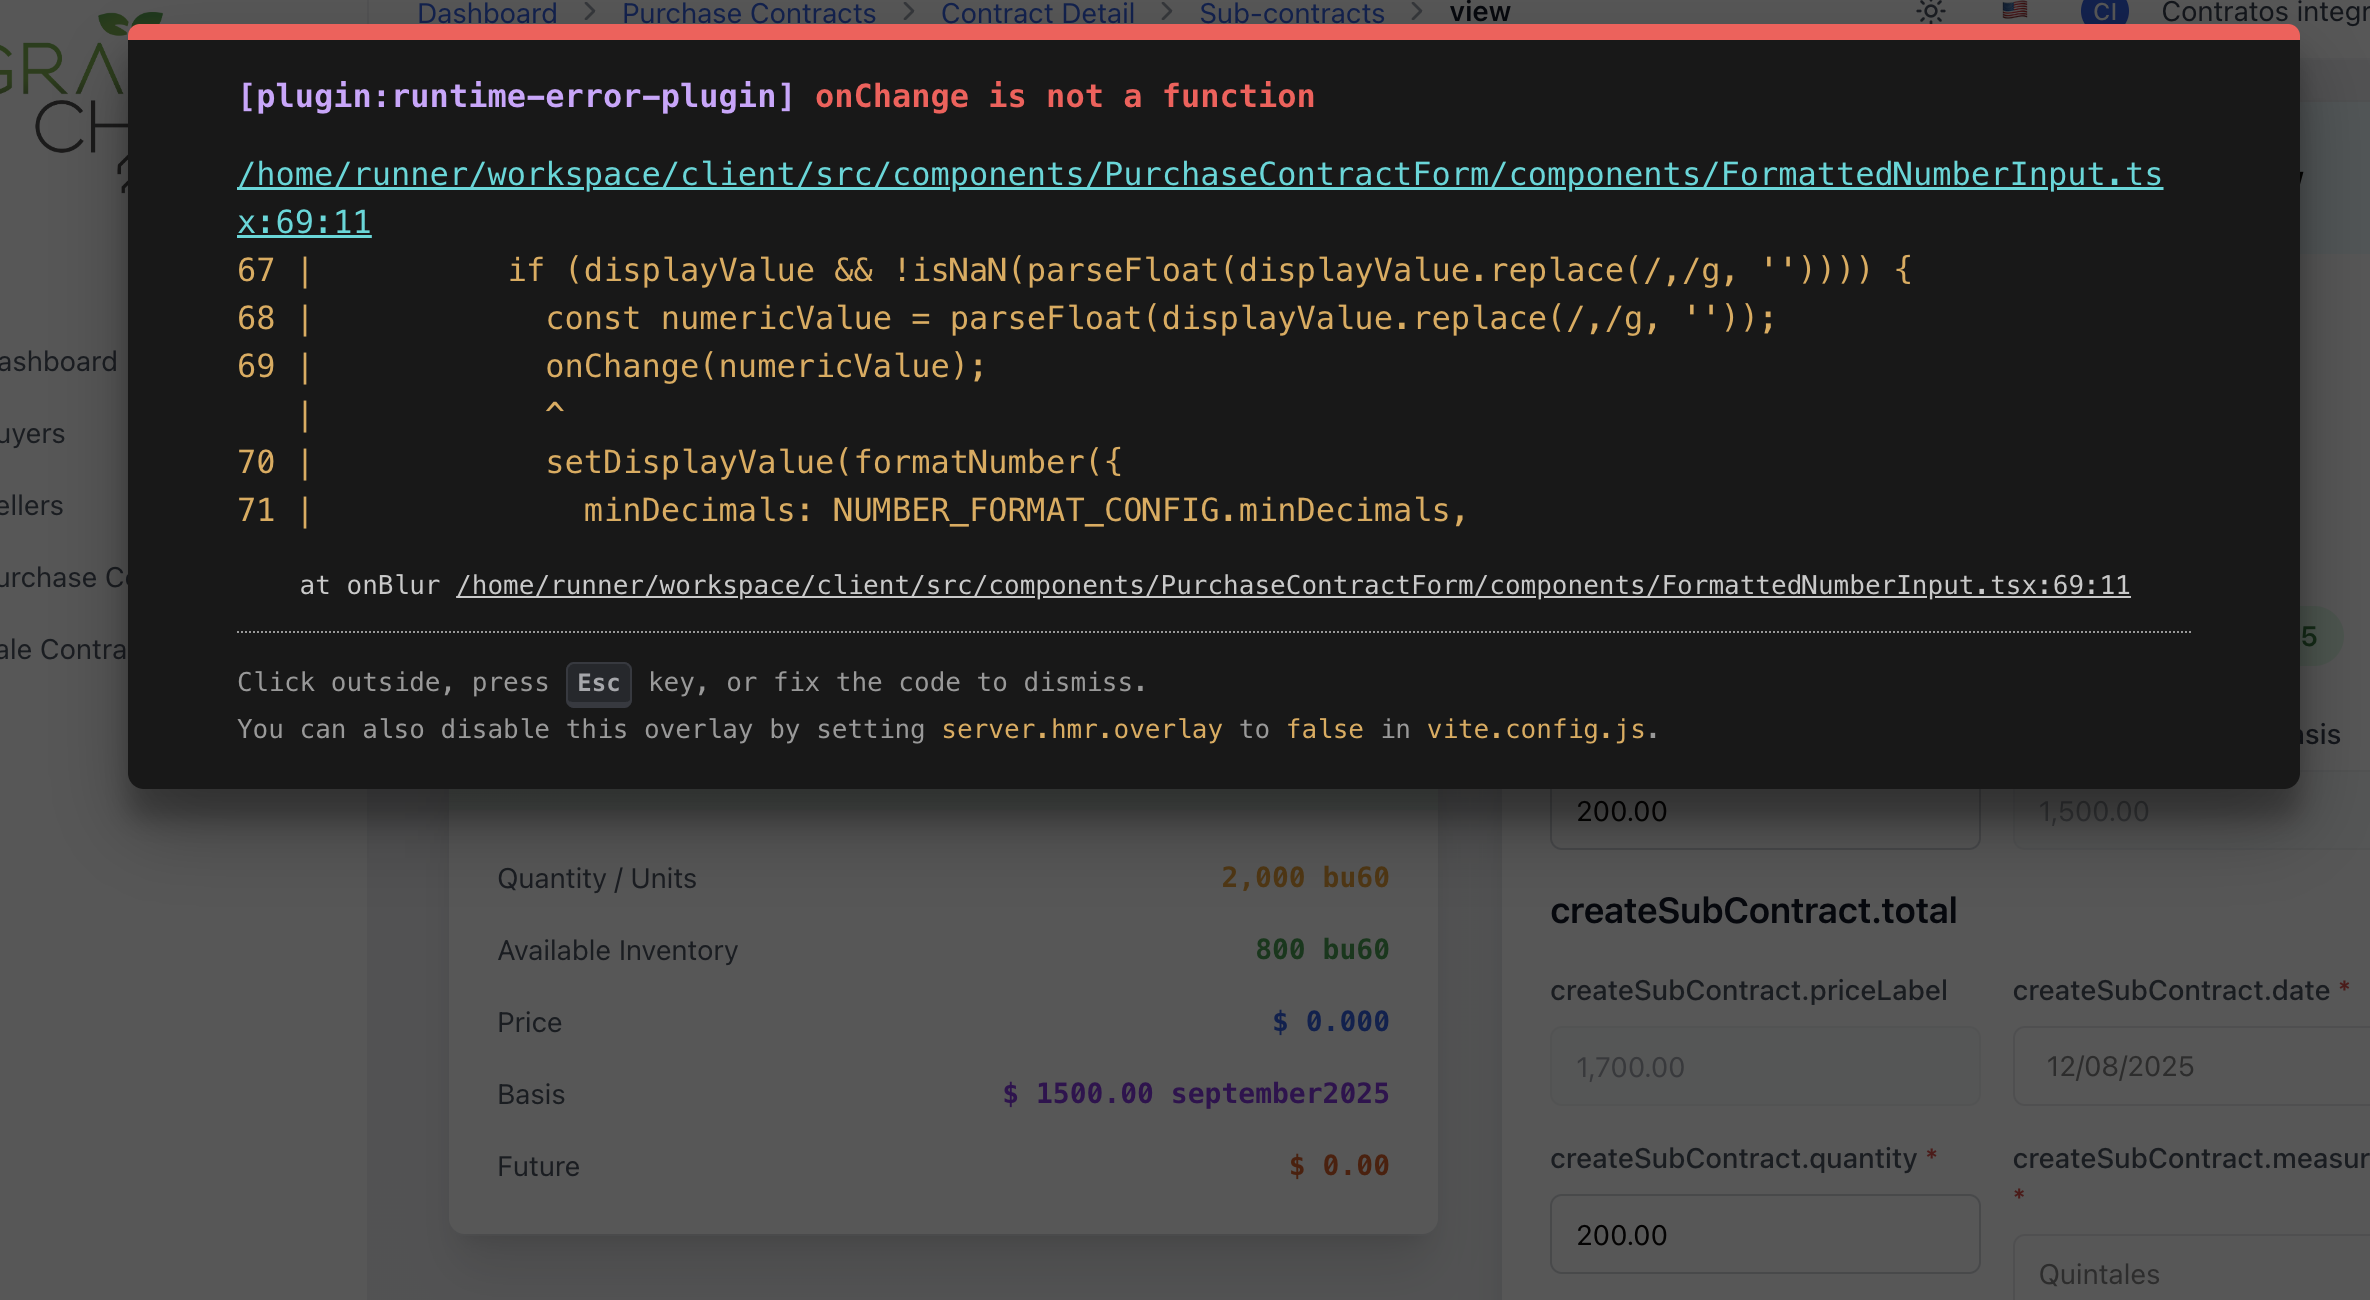 Dashboard > Purchase Contracts > Contract Detail > Sub-contracts > view
CI Contratos integr
GRA
CH
[plugin:runtime-error-plugin] onChange is not a function
/home/runner/workspace/client/src/components/PurchaseContractForm/components/FormattedNumberInput.ts
x:69:11
67 | if (displayValue && !isNaN(parseFloat(displayValue.replace(/,/g, '')))) {
68 | const numericValue = parseFloat(displayValue.replace(/,/g, ''));
69 | onChange(numericValue);
| ^
70 | setDisplayValue(formatNumber({
71 | minDecimals: NUMBER_FORMAT_CONFIG.minDecimals,
at onBlur /home/runner/workspace/client/src/components/PurchaseContractForm/components/FormattedNumberInput.tsx:69:11
Click outside, press Esc key, or fix the code to dismiss.
You can also disable this overlay by setting server.hmr.overlay to false in vite.config.js.
ashboard
uyers
ellers
urchase C
ale Contra
5
asis
200.00
1,500.00
Quantity / Units 2,000 bu60
Available Inventory 800 bu60
Price $ 0.000
Basis $ 1500.00 september2025
Future $ 0.00
createSubContract.total
createSubContract.priceLabel
createSubContract.date *
1,700.00
12/08/2025
createSubContract.quantity *
createSubContract.measur
*
200.00
Quintales